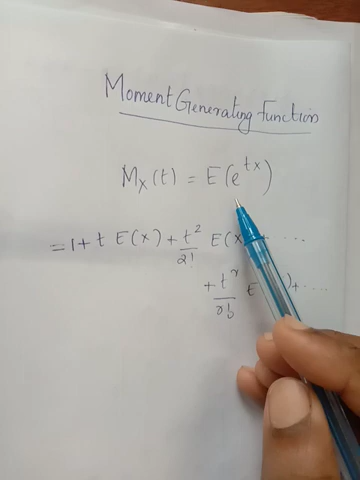 Moment Generating Function
Mx(t) = E(e^tx)
= 1 + t E(x) + t²/2! E(x + ....
+ t^r/r! E ) + ....